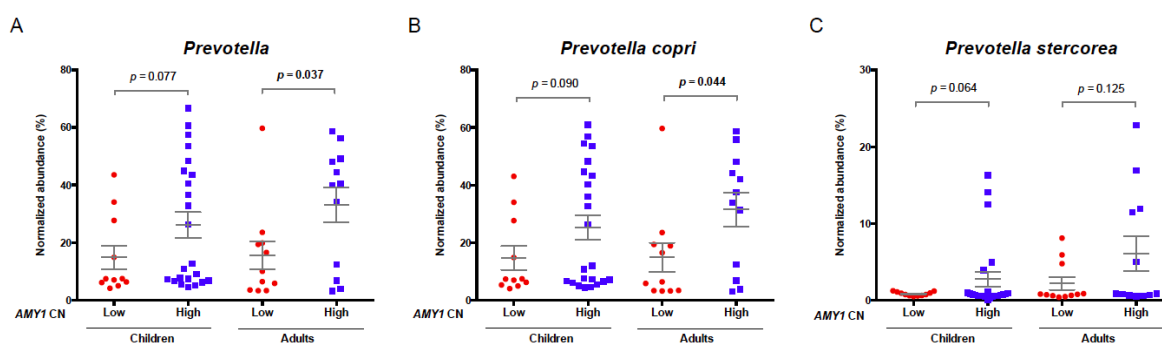 A
Prevotella
Normalized abundance (%)
80
60
40
20
0
p = 0.077
p = 0.037
AMY1 CN
Low
High
Low
High
Children
Adults
B
Prevotella copri
Normalized abundance (%)
80
60
40
20
0
p = 0.090
p = 0.044
AMY1 CN
Low
High
Low
High
Children
Adults
C
Prevotella stercorea
Normalized abundance (%)
30
20
10
0
p = 0.064
p = 0.125
AMY1 CN
Low
High
Low
High
Children
Adults